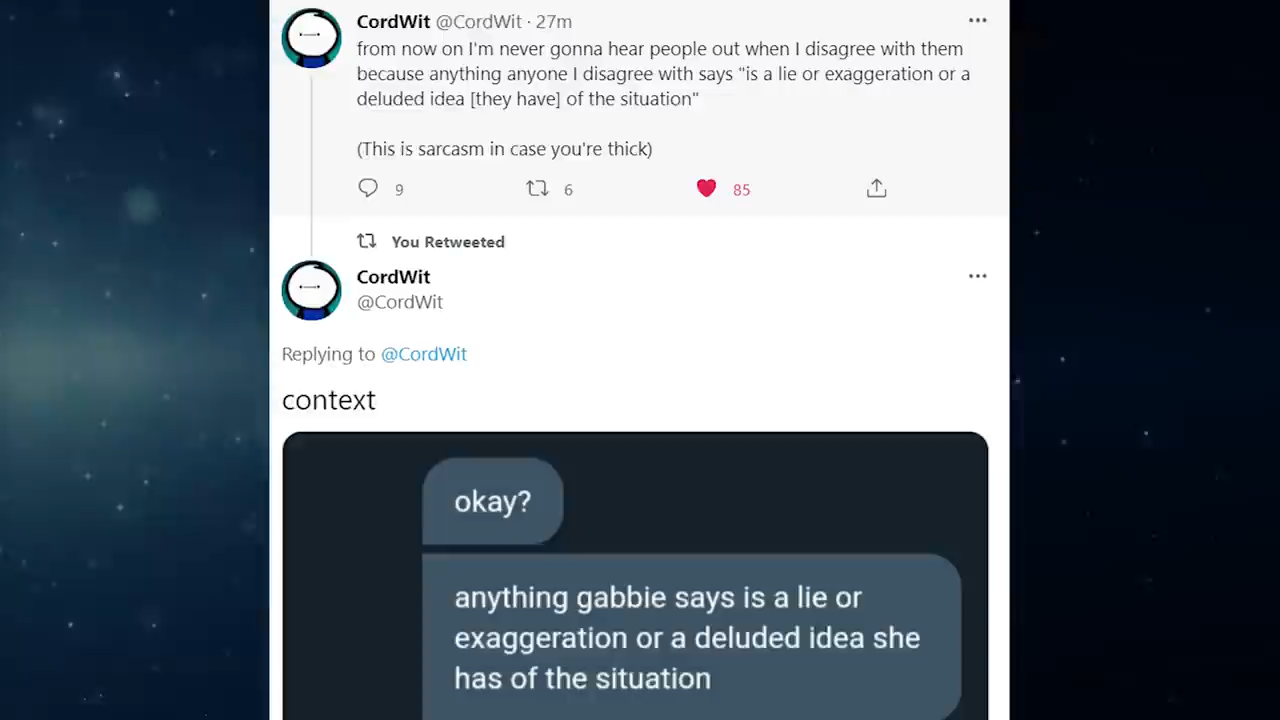 CordWit @CordWit · 27m
from now on I'm never gonna hear people out when I disagree with them
because anything anyone I disagree with says "is a lie or exaggeration or a
deluded idea [they have] of the situation"
(This is sarcasm in case you're thick)
9 6 85
You Retweeted
CordWit
@CordWit
Replying to @CordWit
context
okay?
anything gabbie says is a lie or
exaggeration or a deluded idea she
has of the situation